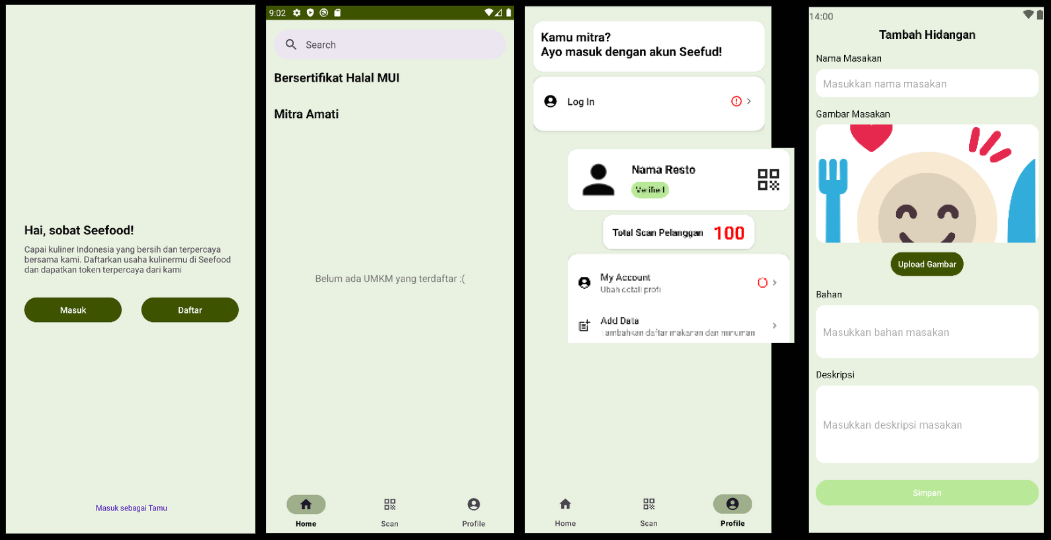 Hai, sobat Seefood!
Capai kuliner Indonesia yang bersih dan terpercaya
bersama kami. Daftarkan usaha kulinermu di Seefood
dan dapatkan token terpercaya dari kami
Masuk
Daftar
Masuk sebagai Tamu
9:02
Search
Bersertifikat Halal MUI
Mitra Amati
Belum ada UMKM yang terdaftar :(
Home
Scan
Profile
Kamu mitra?
Ayo masuk dengan akun Seefud!
Log In
Nama Resto
Total Scan Pelanggan 100
My Account
Ubah detail profil
Add Data
Tambahkan daftar makanan dan minuman
Home
Scan
Profile
14:00
Tambah Hidangan
Nama Masakan
Masukkan nama masakan
Gambar Masakan
Upload Gambar
Bahan
Masukkan bahan masakan
Deskripsi
Masukkan deskripsi masakan
Simpan